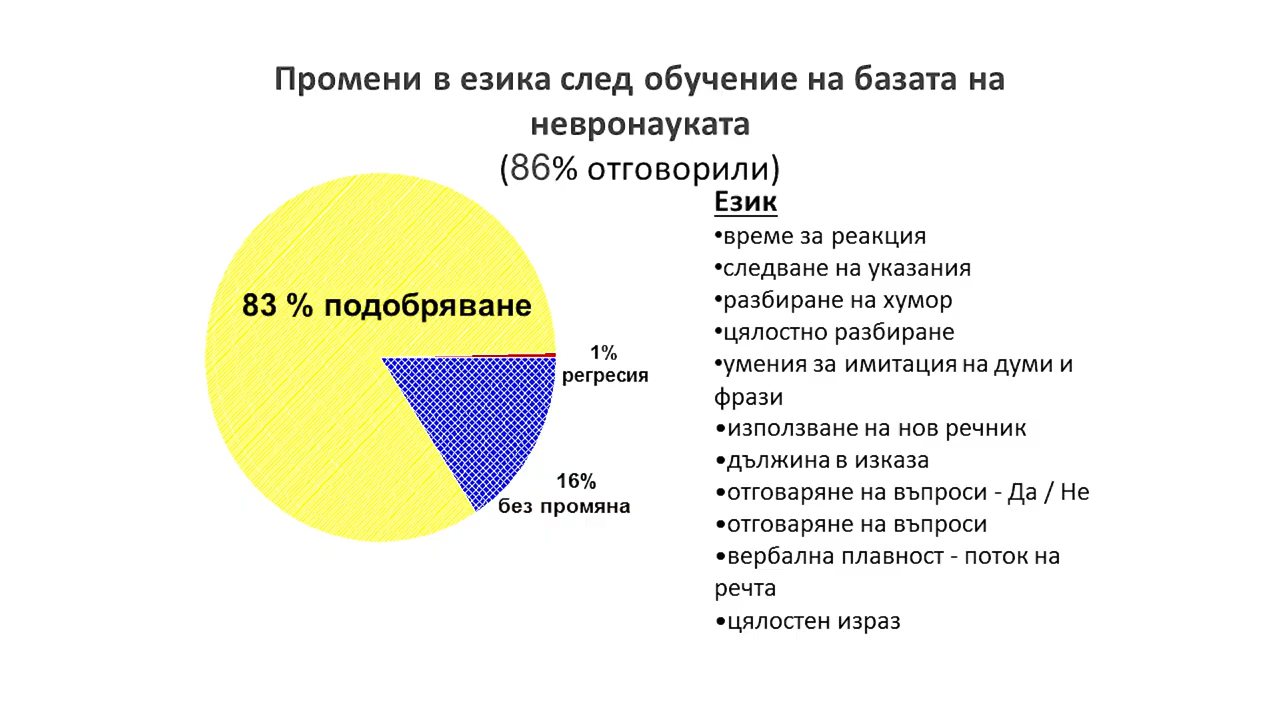 Промени в езика след обучение на базата на
невронауката
(86% отговорили)
83 % подобряване
1%
регресия
16%
без промяна
Език
•време за реакция
•следване на указания
•разбиране на хумор
•цялостно разбиране
•умения за имитация на думи и
фрази
•използване на нов речник
•дължина в изказа
•отговаряне на въпроси - Да / Не
•отговаряне на въпроси
•вербална плавност - поток на
речта
•цялостен израз